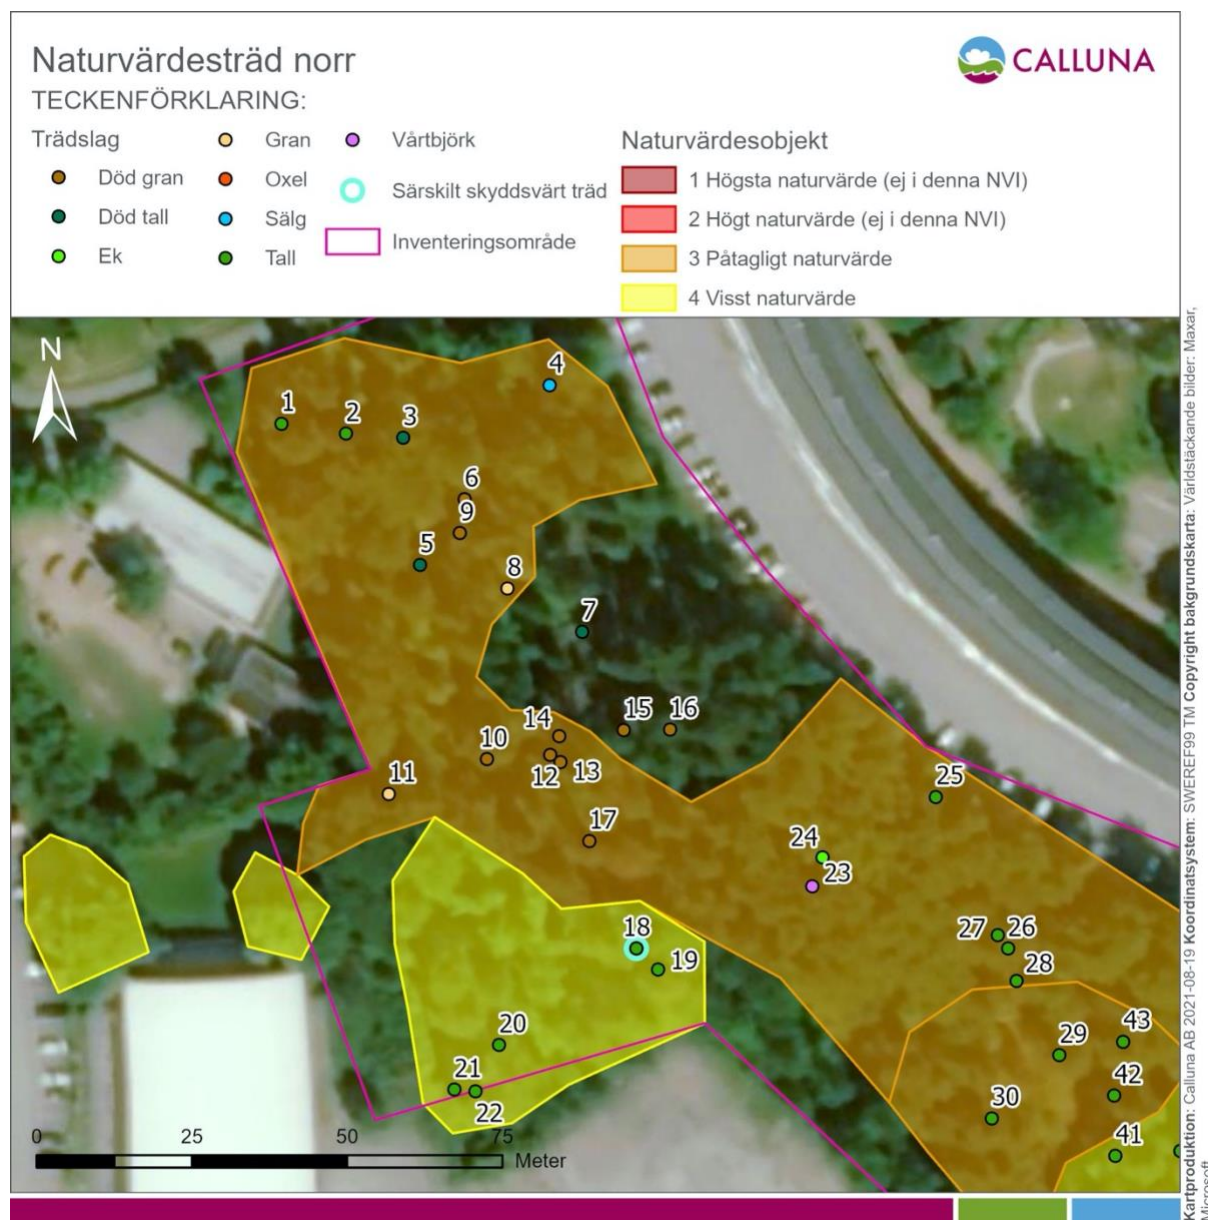 Naturvärdesträd norr
CALLUNA
TECKENFÖRKLARING:
Trädslag
Död gran
Död tall
Ek
Gran
Oxel
Sälg
Tall
Vårtbjörk
Särskilt skyddsvärt träd
Inventeringsområde
Naturvärdesobjekt
1 Högsta naturvärde (ej i denna NVI)
2 Högt naturvärde (ej i denna NVI)
3 Påtagligt naturvärde
4 Visst naturvärde
N
4
1
2
3
6
9
5
8
7
14
15
16
10
12
13
11
17
25
24
23
18
19
27
26
28
20
29
43
21
22
30
42
41
0
25
50
75
Meter
Kartproduktion: Calluna AB 2021-08-19 Koordinatsystem: SWEREF99 TM Copyright bakgrundskarta: Världstäckande bilder: Maxar,
Microsoft